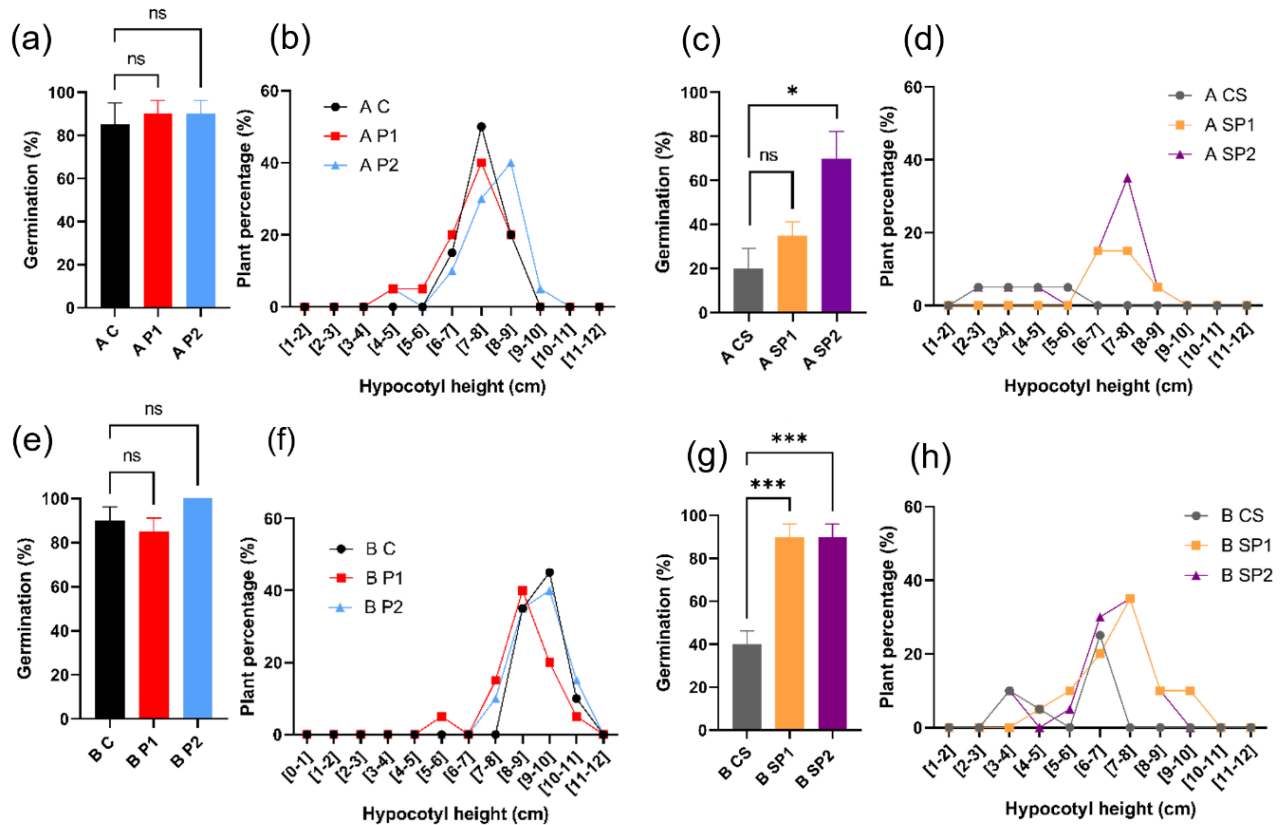 (a)
ns
ns
Germination (%)
100
80
60
40
20
0
A C
A P1
A P2
(b)
A C
A P1
A P2
Plant percentage (%)
60
40
20
0
[1-2]
[2-3]
[3-4]
[4-5]
[5-6]
[6-7]
[7-8]
[8-9]
[9-10]
[10-11]
[11-12]
Hypocotyl height (cm)
(c)
*
ns
Germination (%)
100
80
60
40
20
0
A CS
A SP1
A SP2
(d)
A CS
A SP1
A SP2
Plant percentage (%)
60
40
20
0
[1-2]
[2-3]
[3-4]
[4-5]
[5-6]
[6-7]
[7-8]
[8-9]
[9-10]
[10-11]
[11-12]
Hypocotyl height (cm)
(e)
ns
ns
Germination (%)
100
80
60
40
20
0
B C
B P1
B P2
(f)
B C
B P1
B P2
Plant percentage (%)
60
40
20
0
[0-1]
[1-2]
[2-3]
[3-4]
[4-5]
[5-6]
[6-7]
[7-8]
[8-9]
[9-10]
[10-11]
[11-12]
Hypocotyl height (cm)
(g)
***
***
Germination (%)
100
80
60
40
20
0
B CS
B SP1
B SP2
(h)
B CS
B SP1
B SP2
Plant percentage (%)
60
40
20
0
[1-2]
[2-3]
[3-4]
[4-5]
[5-6]
[6-7]
[7-8]
[8-9]
[9-10]
[10-11]
[11-12]
Hypocotyl height (cm)